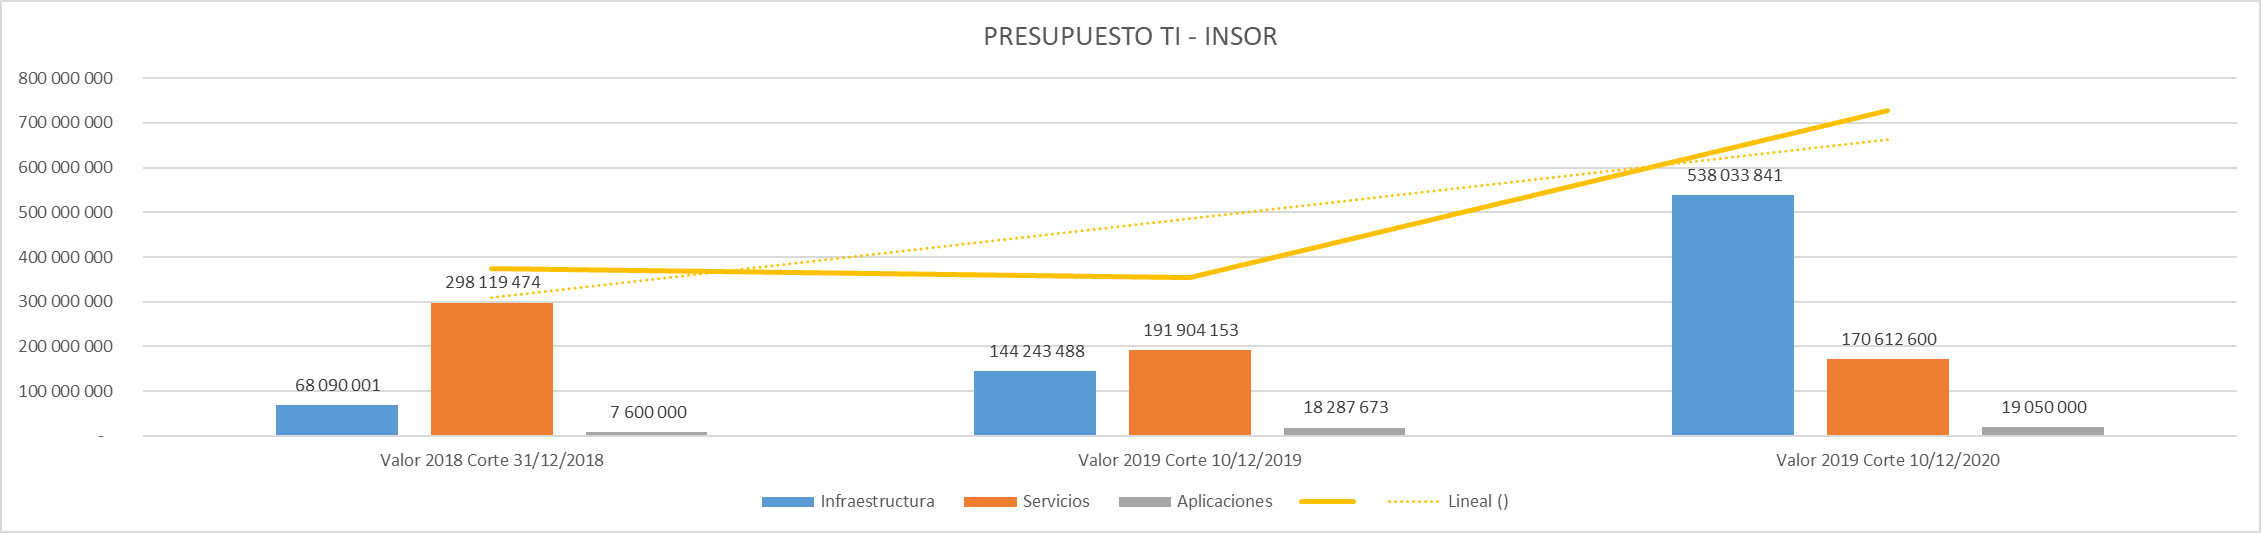 PRESUPUESTO TI - INSOR
800 000 000
700 000 000
600 000 000
500 000 000
400 000 000
300 000 000
200 000 000
100 000 000
-
68 090 001
298 119 474
7 600 000
144 243 488
191 904 153
18 287 673
538 033 841
170 612 600
19 050 000
Valor 2018 Corte 31/12/2018
Valor 2019 Corte 10/12/2019
Valor 2019 Corte 10/12/2020
Infraestructura
Servicios
Aplicaciones
Lineal ()